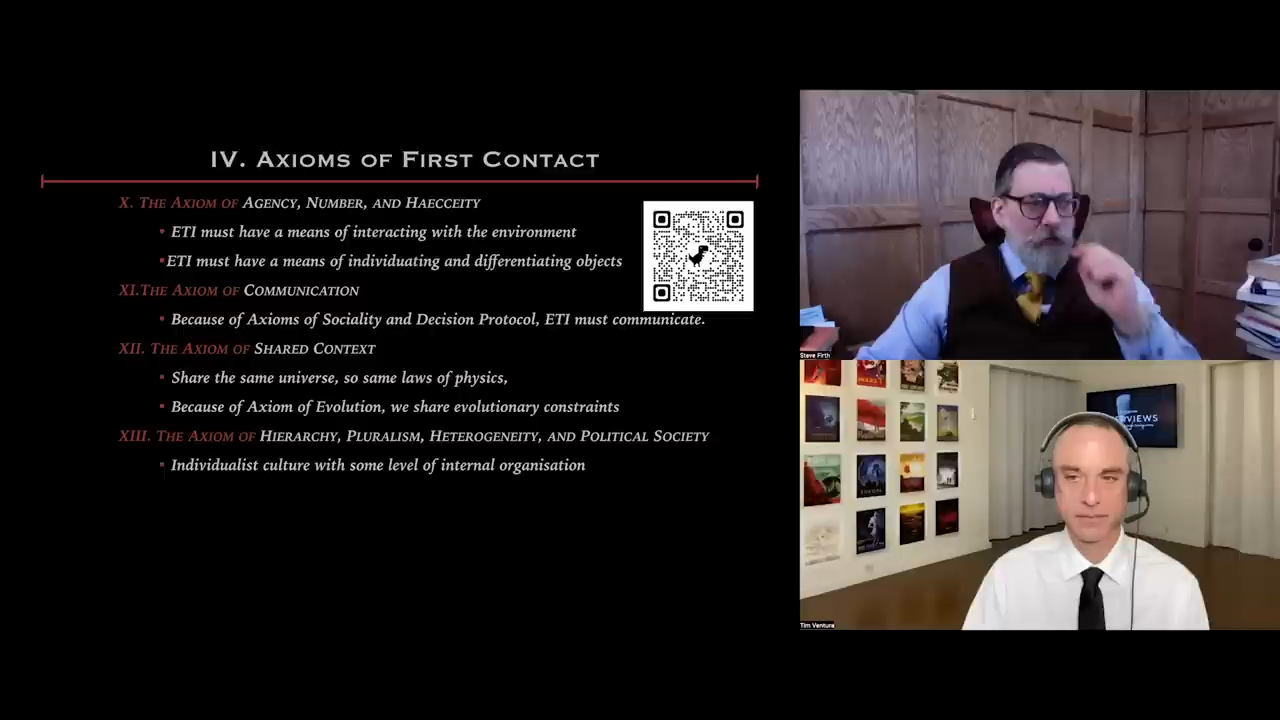 IV. Axioms of First Contact
X. The Axiom of Agency, Number, and Haecceity
▪ ETI must have a means of interacting with the environment
▪ETI must have a means of individuating and differentiating objects
XI.The Axiom of Communication
▪ Because of Axioms of Sociality and Decision Protocol, ETI must communicate.
XII. The Axiom of Shared Context
▪ Share the same universe, so same laws of physics,
▪ Because of Axiom of Evolution, we share evolutionary constraints
XIII. The Axiom of Hierarchy, Pluralism, Heterogeneity, and Political Society
▪ Individualist culture with some level of internal organisation
Steve Firth
Tim Ventura